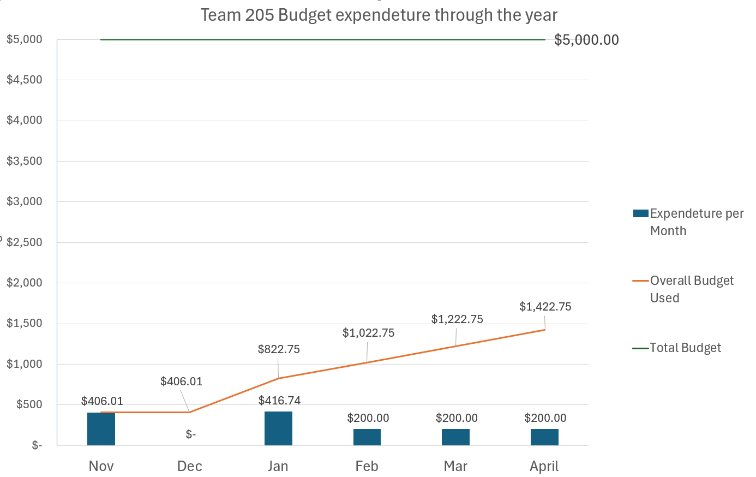 Team 205 Budget expendeture through the year
$5,000
$5,000.00
$4,500
$4,000
$3,500
$3,000
$2,500
$2,000
$1,500
$1,000
$500
$-
$406.01
$406.01
$822.75
$1,022.75
$1,222.75
$1,422.75
$-
$416.74
$200.00
$200.00
$200.00
Nov
Dec
Jan
Feb
Mar
April
Expendeture per
Month
Overall Budget
Used
Total Budget